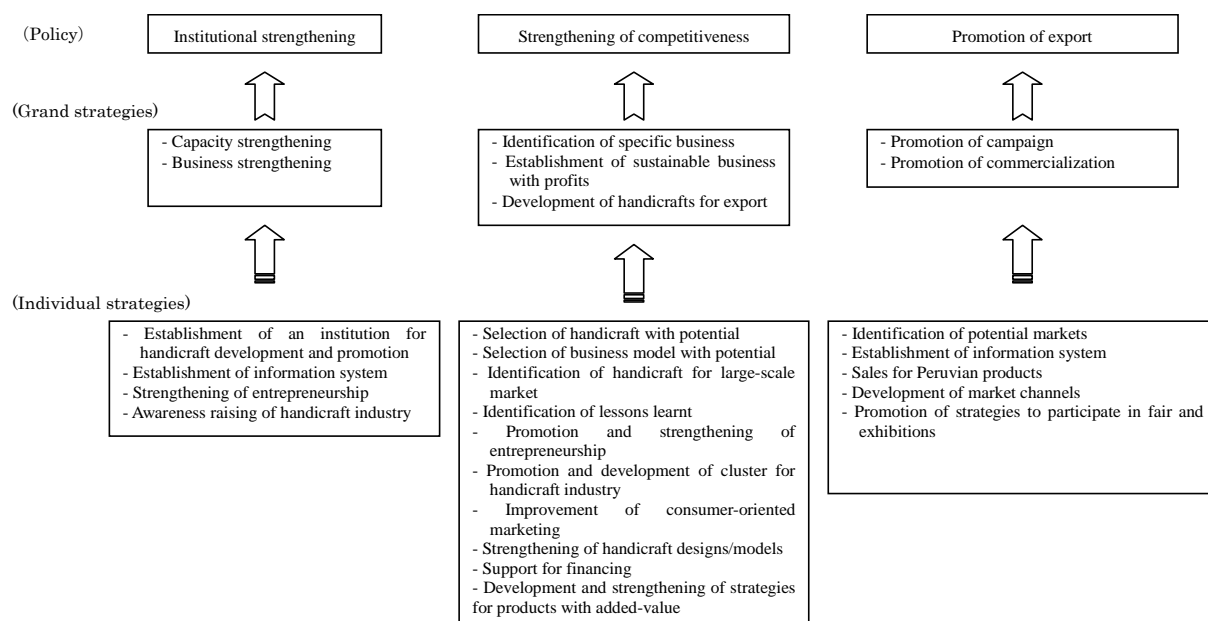 (Policy)
Institutional strengthening
Strengthening of competitiveness
Promotion of export
(Grand strategies)
- Capacity strengthening
- Business strengthening
- Identification of specific business
- Establishment of sustainable business
with profits
- Development of handicrafts for export
- Promotion of campaign
- Promotion of commercialization
(Individual strategies)
- Establishment of an institution for
handicraft development and promotion
- Establishment of information system
- Strengthening of entrepreneurship
- Awareness raising of handicraft industry
- Selection of handicraft with potential
- Selection of business model with potential
- Identification of handicraft for large-scale
market
- Identification of lessons learnt
- Promotion and strengthening of
entrepreneurship
- Promotion and development of cluster for
handicraft industry
- Improvement of consumer-oriented
marketing
- Strengthening of handicraft designs/models
- Support for financing
- Development and strengthening of strategies
for products with added-value
- Identification of potential markets
- Establishment of information system
- Sales for Peruvian products
- Development of market channels
- Promotion of strategies to participate in fair and
exhibitions